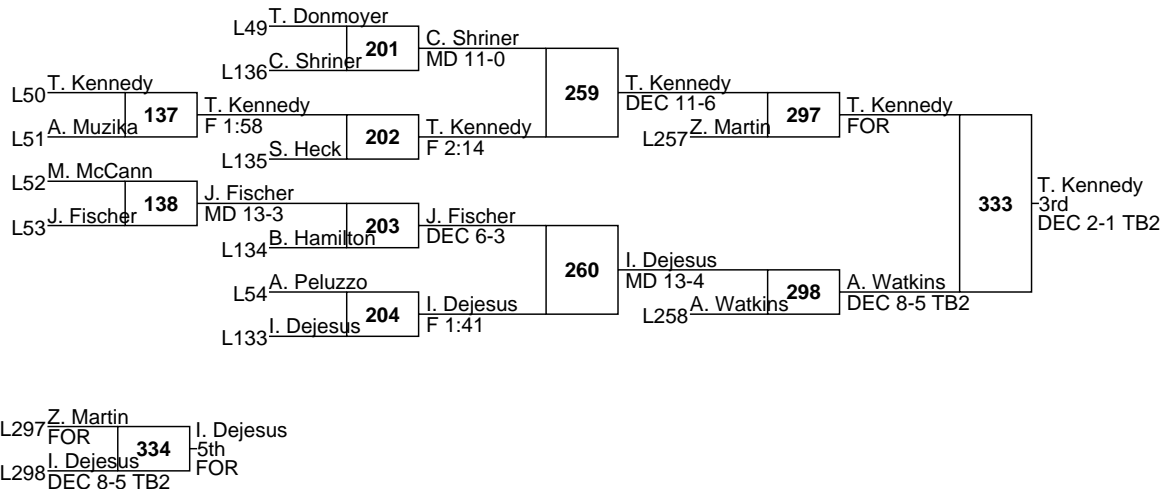 L49 T. Donmoyer
201
C. Shriner
MD 11-0
L136 C. Shriner
L50 T. Kennedy
137
T. Kennedy
F 1:58
L51 A. Muzika
202
T. Kennedy
F 2:14
L135 S. Heck
259
T. Kennedy
DEC 11-6
L52 M. McCann
138
J. Fischer
MD 13-3
L53 J. Fischer
203
J. Fischer
DEC 6-3
L134 B. Hamilton
L54 A. Peluzzo
204
I. Dejesus
F 1:41
L133 I. Dejesus
260
I. Dejesus
MD 13-4
L257 Z. Martin
297
T. Kennedy
FOR
L258 A. Watkins
298
A. Watkins
DEC 8-5 TB2
333
T. Kennedy
3rd
DEC 2-1 TB2
L297 Z. Martin
FOR
334
I. Dejesus
5th
FOR
L298 I. Dejesus
DEC 8-5 TB2